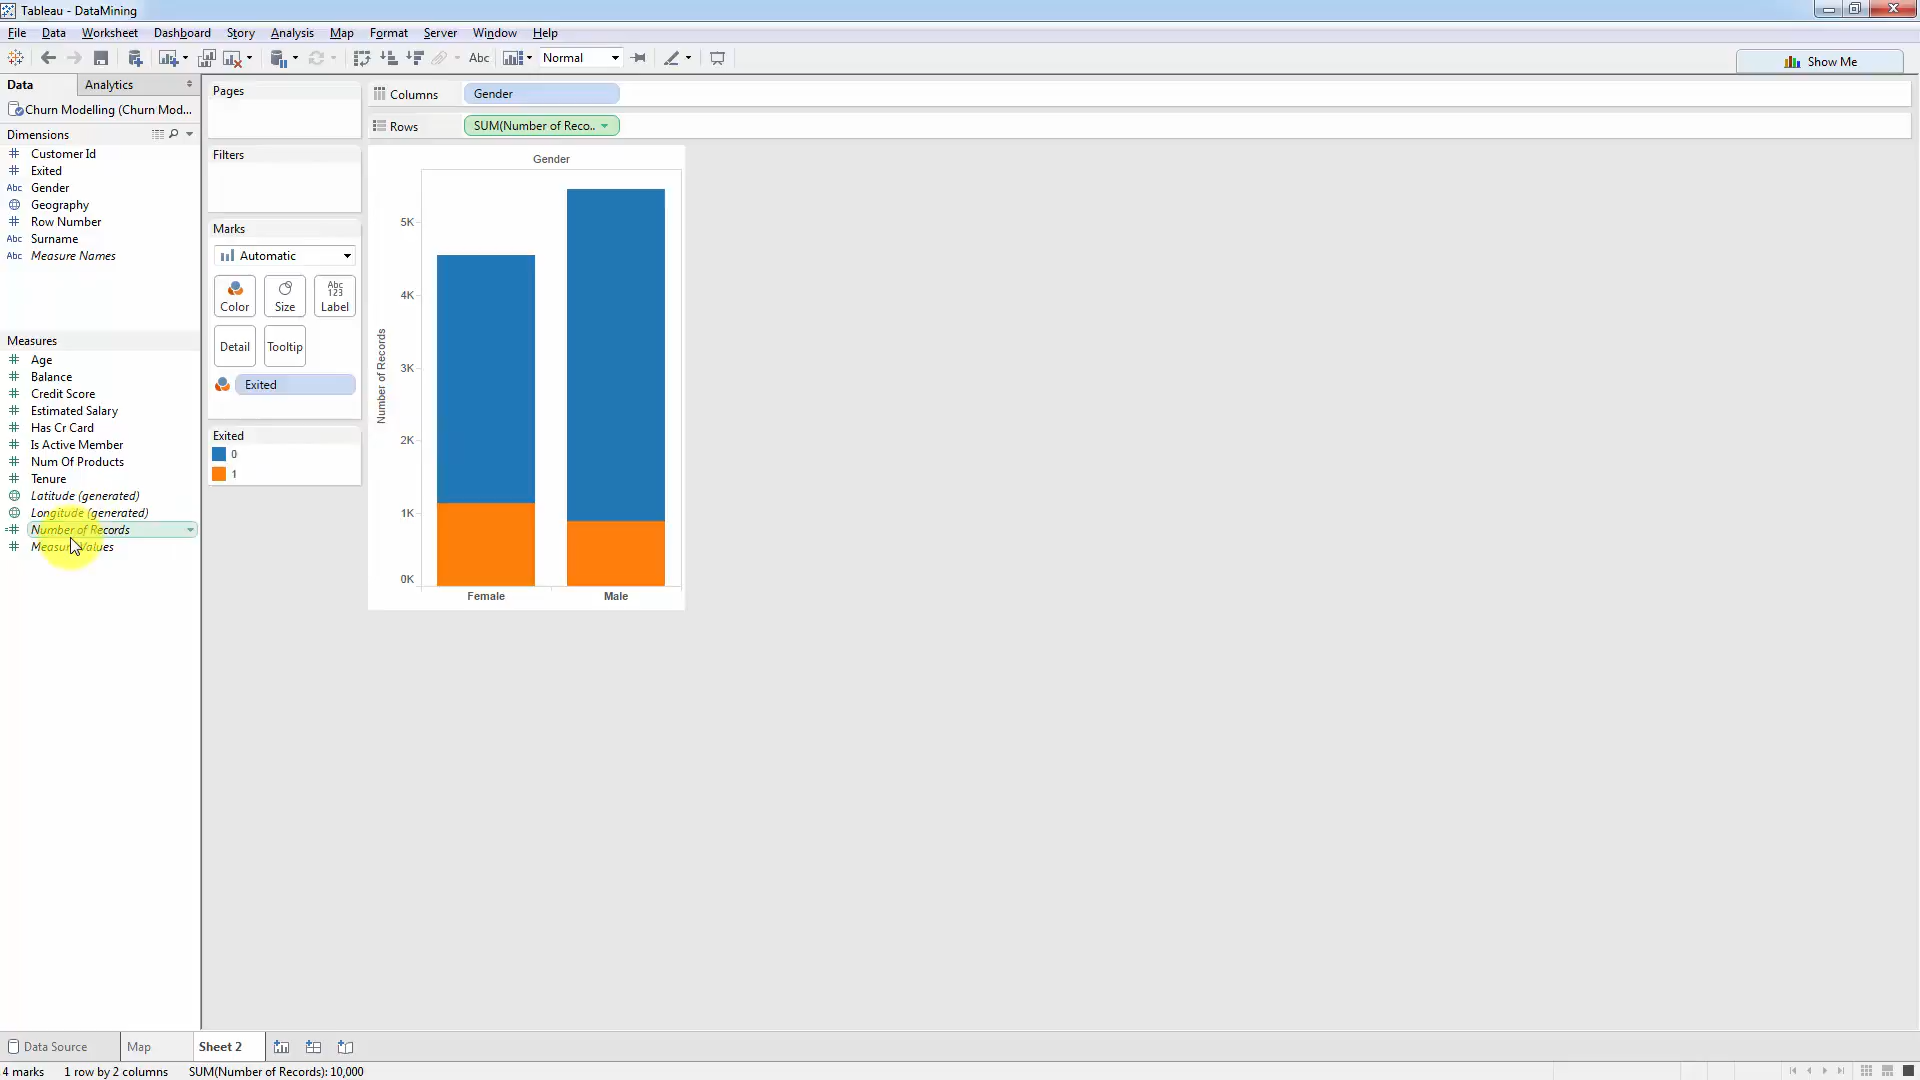 Tableau - DataMining
File Data Worksheet Dashboard Story Analysis Map Format Server Window Help
Abc Normal Show Me
Data Analytics
Churn Modelling (Churn Mod...
Dimensions
Customer Id
Exited
Abc Gender
Geography
Row Number
Abc Surname
Abc Measure Names
Measures
Age
Balance
Credit Score
Estimated Salary
Has Cr Card
Is Active Member
Num Of Products
Tenure
Latitude (generated)
Longitude (generated)
Number of Records
Measure Values
Pages
Filters
Marks
Automatic
Color Size Abc 123 Label
Detail Tooltip
Exited
Exited
0
1
Columns Gender
Rows SUM(Number of Reco..
Gender
5K
4K
3K
2K
1K
0K
Number of Records
Female Male
Data Source Map Sheet 2
4 marks 1 row by 2 columns SUM(Number of Records): 10,000